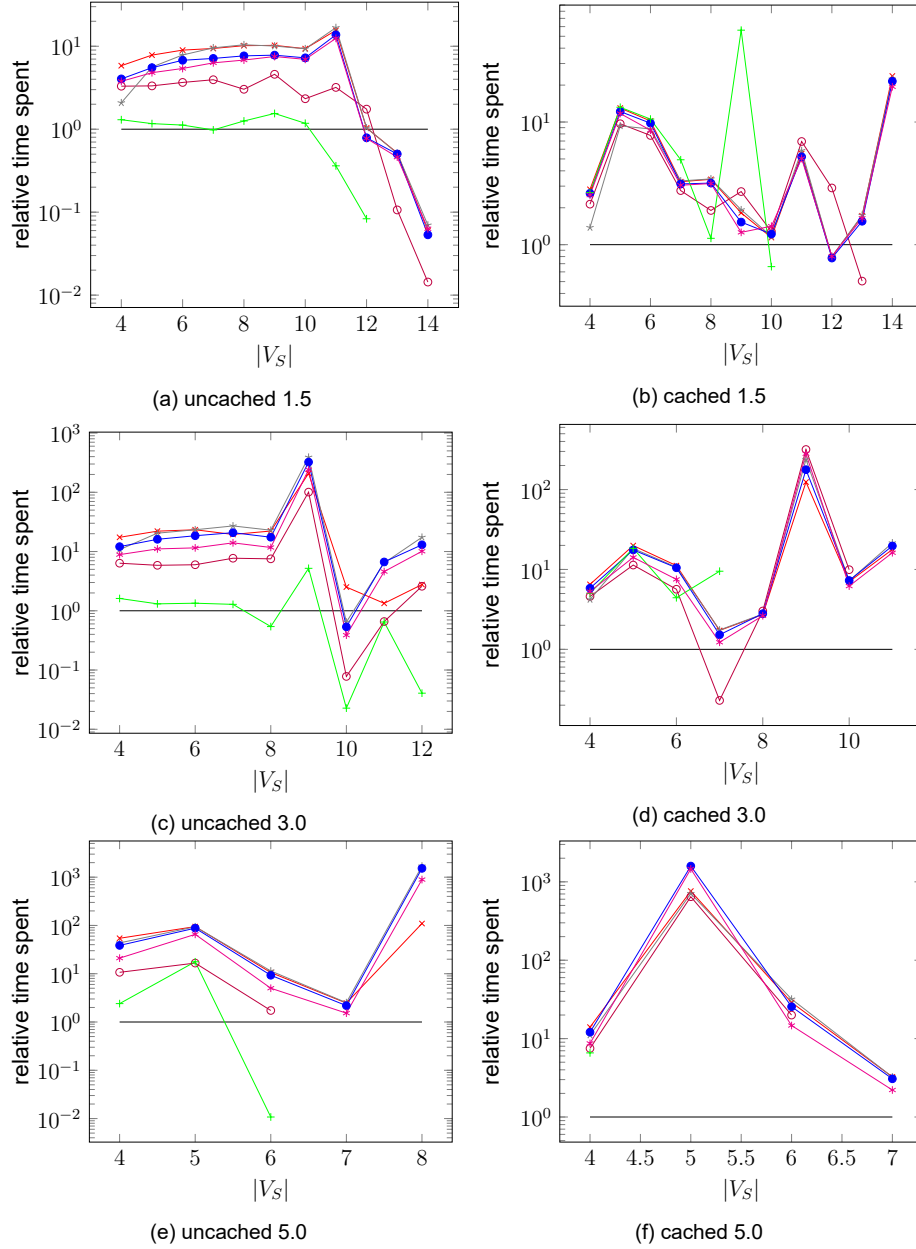 relative time spent
10^1
10^0
10^−1
10^−2
4 6 8 10 12 14
|V_S|
(a) uncached 1.5
relative time spent
10^1
10^0
4 6 8 10 12 14
|V_S|
(b) cached 1.5
relative time spent
10^3
10^2
10^1
10^0
10^−1
10^−2
4 6 8 10 12
|V_S|
(c) uncached 3.0
relative time spent
10^2
10^1
10^0
4 6 8 10
|V_S|
(d) cached 3.0
relative time spent
10^3
10^2
10^1
10^0
10^−1
10^−2
4 5 6 7 8
|V_S|
(e) uncached 5.0
relative time spent
10^3
10^2
10^1
10^0
4 4.5 5 5.5 6 6.5 7
|V_S|
(f) cached 5.0